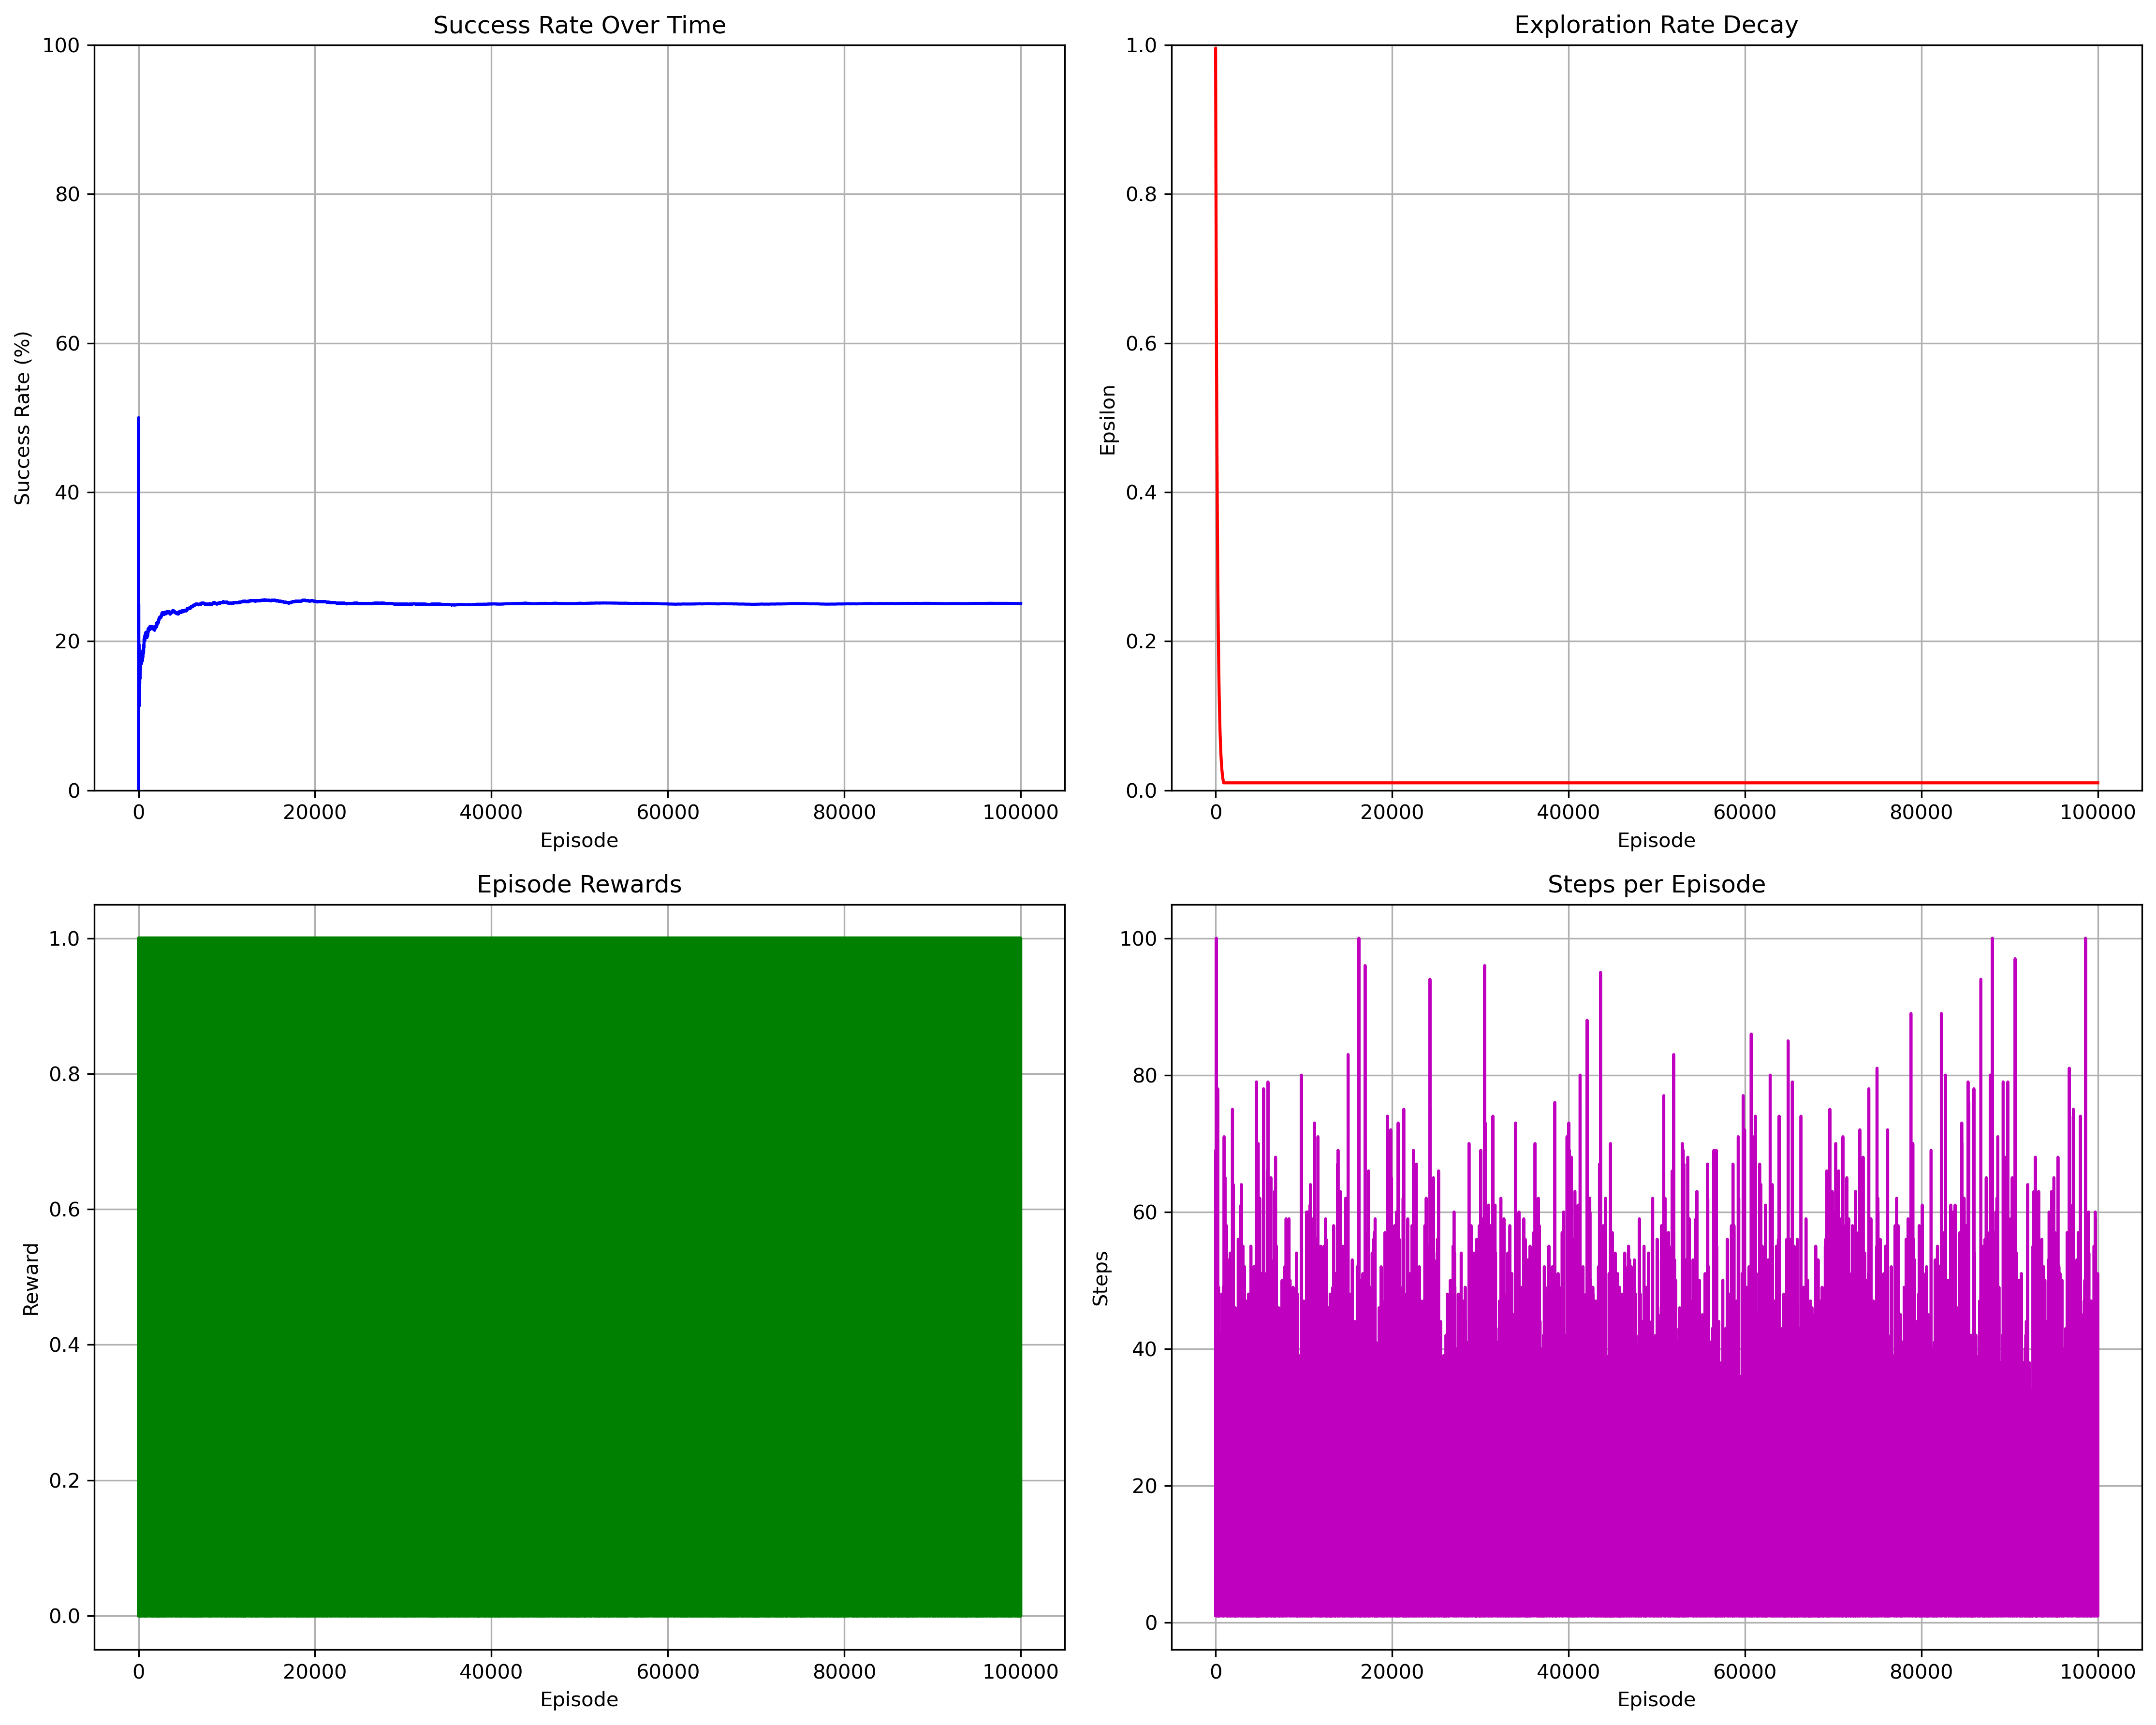 Success Rate Over Time
100
80
60
40
20
0
Success Rate (%)
0 20000 40000 60000 80000 100000
Episode
Exploration Rate Decay
1.0
0.8
0.6
0.4
0.2
0.0
Epsilon
0 20000 40000 60000 80000 100000
Episode
Episode Rewards
1.0
0.8
0.6
0.4
0.2
0.0
Reward
0 20000 40000 60000 80000 100000
Episode
Steps per Episode
100
80
60
40
20
0
Steps
0 20000 40000 60000 80000 100000
Episode